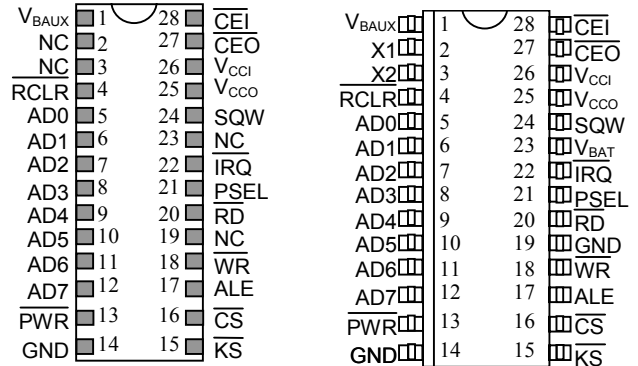 VBAUX 1 28 CEI
NC 2 27 CEO
NC 3 26 VCCI
RCLR 4 25 VCCO
AD0 5 24 SQW
AD1 6 23 NC
AD2 7 22 IRQ
AD3 8 21 PSEL
AD4 9 20 RD
AD5 10 19 NC
AD6 11 18 WR
AD7 12 17 ALE
PWR 13 16 CS
GND 14 15 KS
VBAUX 1 28 CEI
X1 2 27 CEO
X2 3 26 VCCI
RCLR 4 25 VCCO
AD0 5 24 SQW
AD1 6 23 VBAT
AD2 7 22 IRQ
AD3 8 21 PSEL
AD4 9 20 RD
AD5 10 19 GND
AD6 11 18 WR
AD7 12 17 ALE
PWR 13 16 CS
GND 14 15 KS